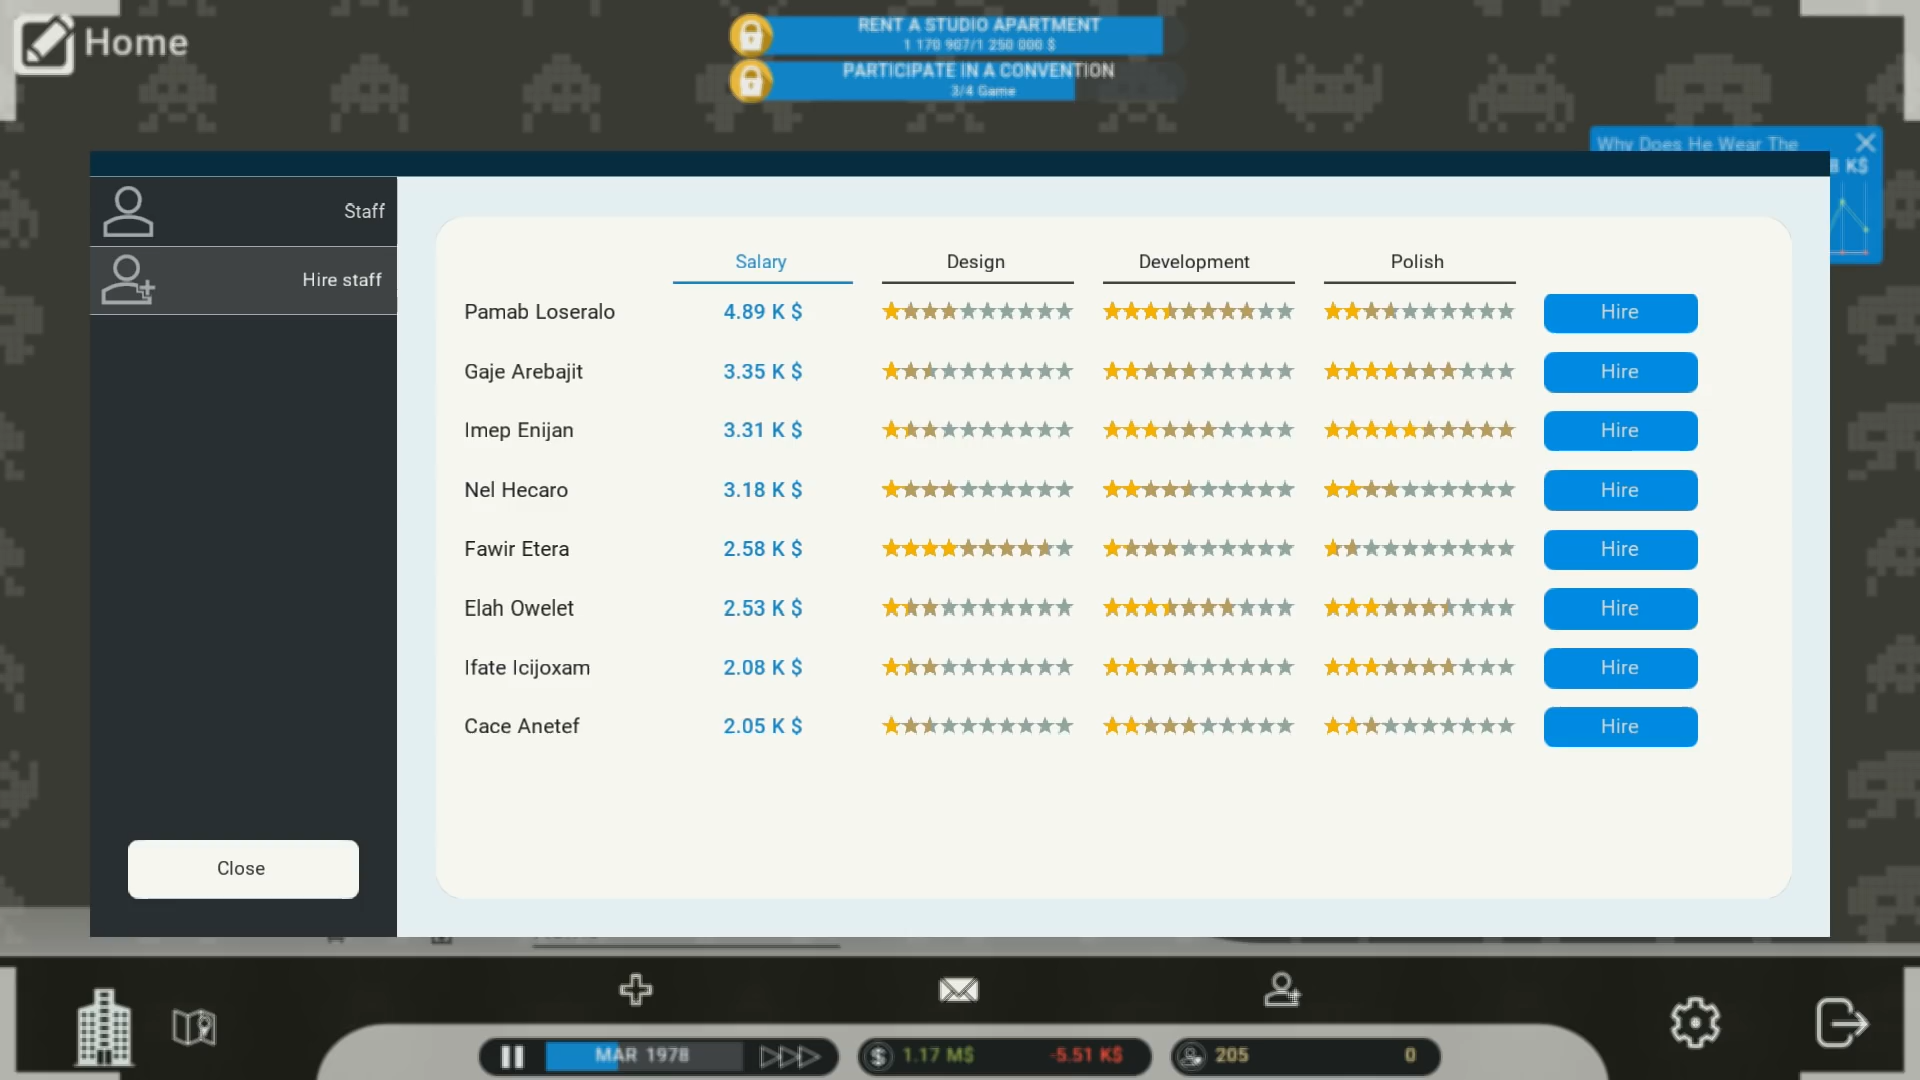 Home
RENT A STUDIO APARTMENT
1 170 907/1 250 000 $
PARTICIPATE IN A CONVENTION
3/4 Game
Why Does He Wear The
K$
Staff
Hire staff
Salary Design Development Polish
Pamab Loseralo 4.89 K $ Hire
Gaje Arebajit 3.35 K $ Hire
Imep Enijan 3.31 K $ Hire
Nel Hecaro 3.18 K $ Hire
Fawir Etera 2.58 K $ Hire
Elah Owelet 2.53 K $ Hire
Ifate Icijoxam 2.08 K $ Hire
Cace Anetef 2.05 K $ Hire
Close
MAR 1978
$ 1.17 M$ -5.51 K$
205 0